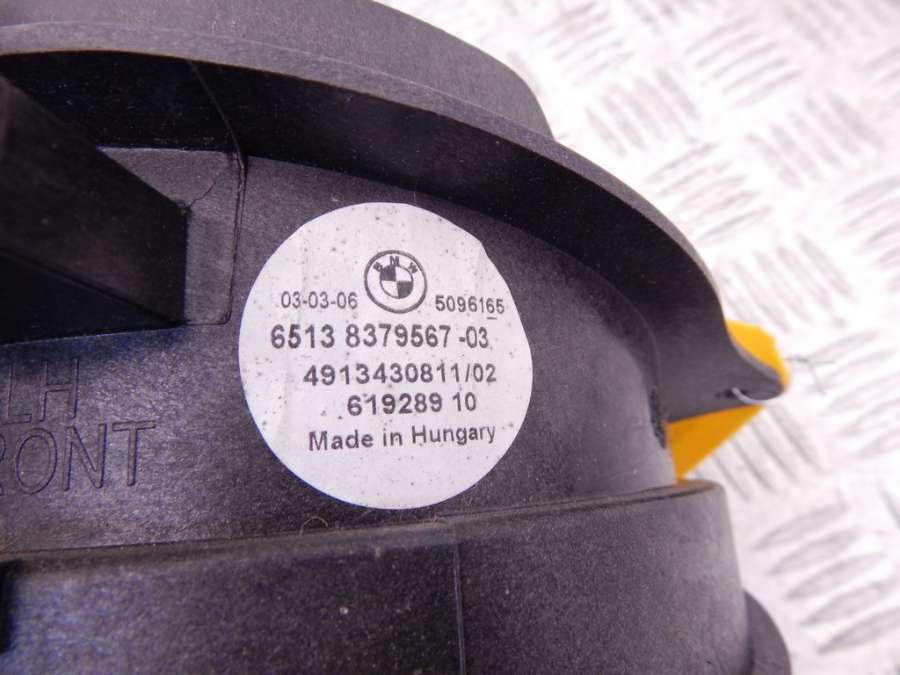 BMW
03-03-06 5096165
6513 8379567-03
4913430811/02
619289 10
Made in Hungary
LH
RONT